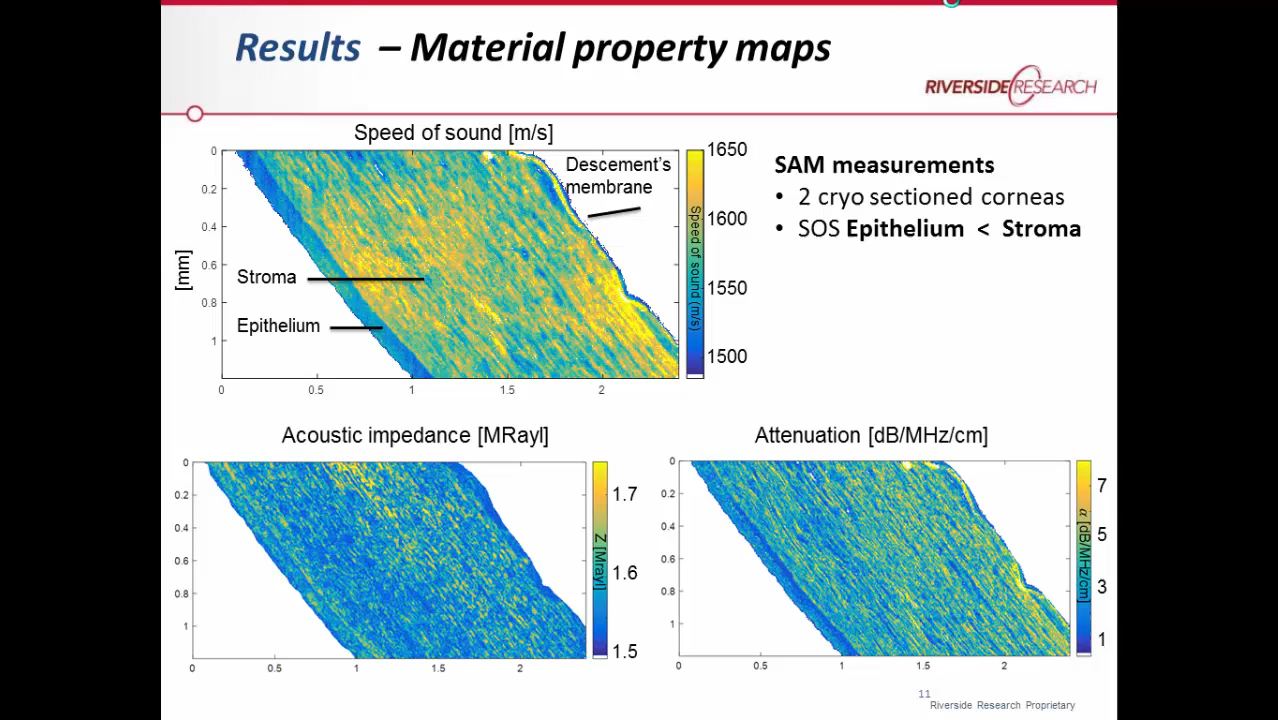 Results – Material property maps
RIVERSIDE RESEARCH
Speed of sound [m/s]
Descement's
membrane
Stroma
Epithelium
[mm]
0
0.2
0.4
0.6
0.8
1
0
0.5
1
1.5
2
1650
1600
1550
1500
Speed of sound (m/s)
SAM measurements
• 2 cryo sectioned corneas
• SOS Epithelium < Stroma
Acoustic impedance [MRayl]
0
0.2
0.4
0.6
0.8
1
0
0.5
1
1.5
2
1.7
1.6
1.5
Z [Mrayl]
Attenuation [dB/MHz/cm]
0
0.2
0.4
0.6
0.8
1
0
0.5
1
1.5
2
7
5
3
1
α [dB/MHz/cm]
11
Riverside Research Proprietary